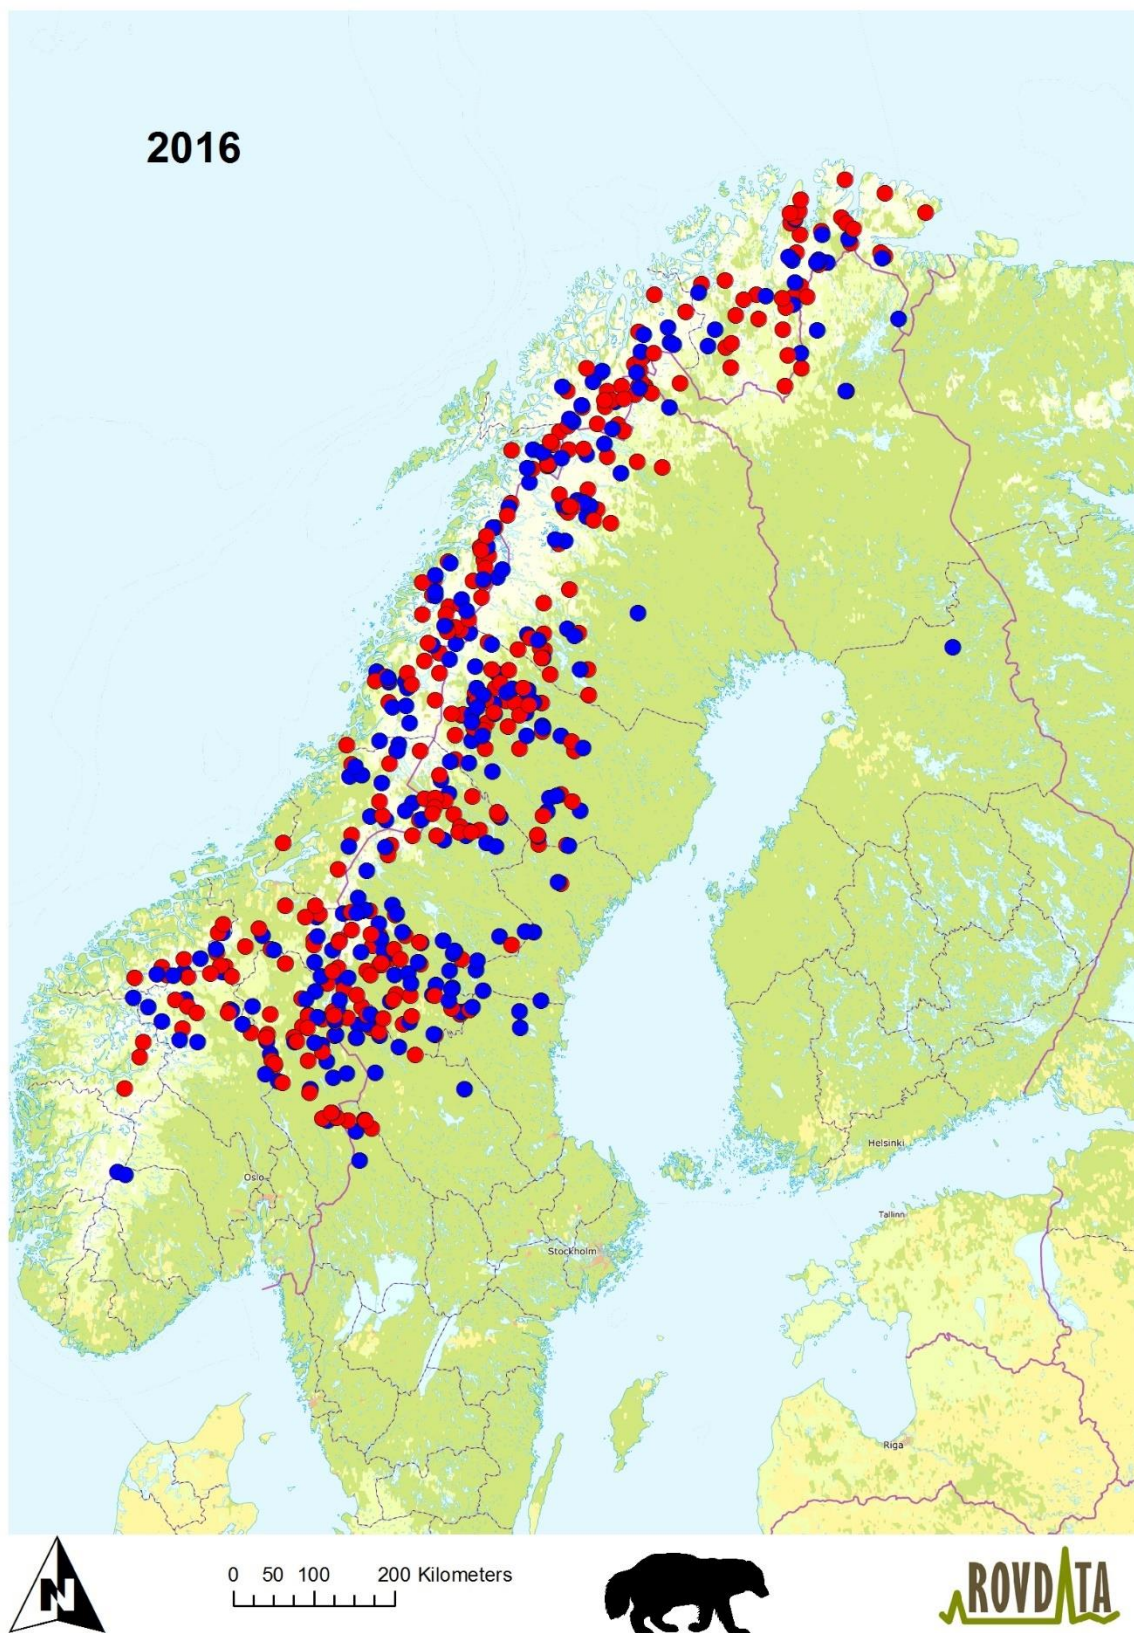 2016
Helsinki
Oslo
Tallinn
Stockholm
Riga
0 50 100 200 Kilometers
N
ROVDATA